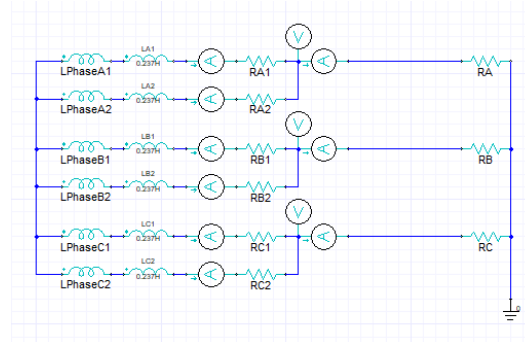 LA1
V
LPhaseA1 0.237H A RA1 A RA
LA2
LPhaseA2 0.237H A RA2
V
LB1
LPhaseB1 0.237H A RB1 A RB
LB2
LPhaseB2 0.237H A RB2
V
LC1
LPhaseC1 0.237H A RC1 A RC
LC2
LPhaseC2 0.237H A RC2
0